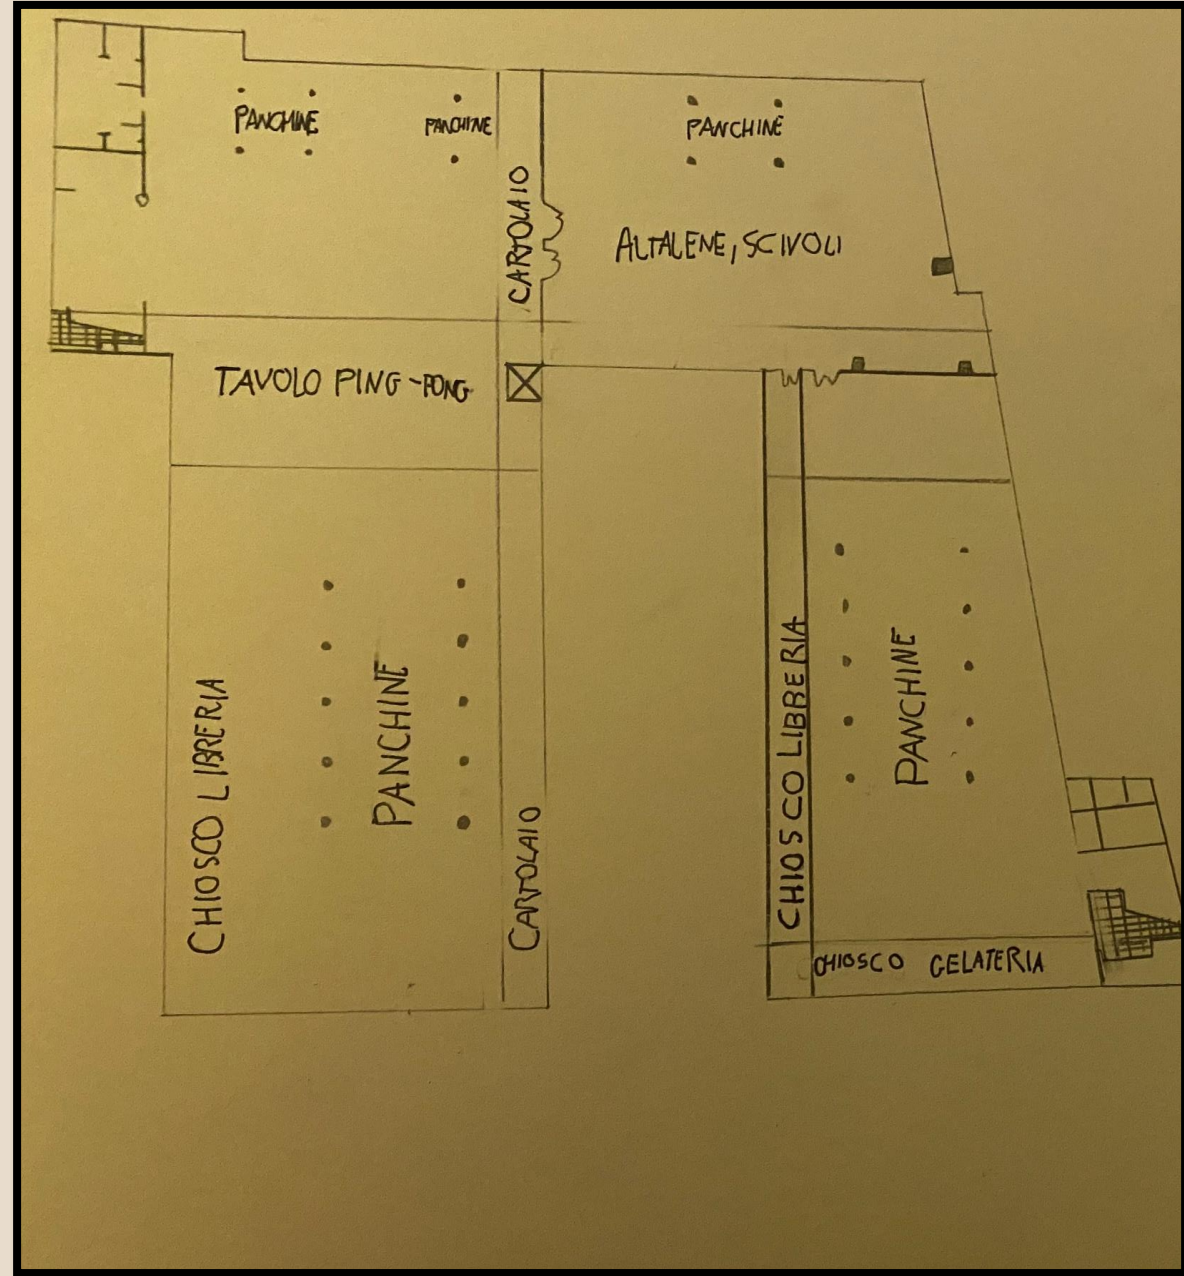 PANCHINE
PANCHINE
PANCHINE
CARTOLAIO
ALTALENE, SCIVOLI
TAVOLO PING-PONG
CHIOSCO LIBRERIA
PANCHINE
CARTOLAIO
CHIOSCO LIBBERIA
PANCHINE
CHIOSCO GELATERIA